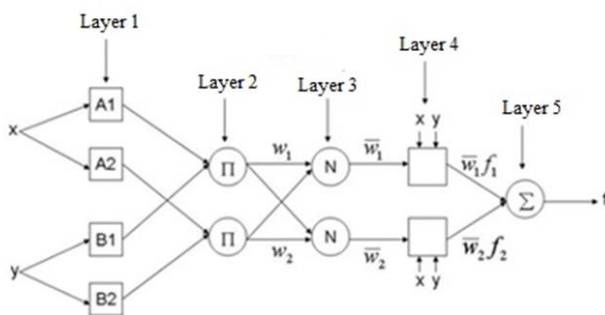 Layer 1
Layer 2
Layer 3
Layer 4
Layer 5
x
y
A1
A2
B1
B2
Π
Π
w₁
w₂
N
N
w̅₁
w̅₂
x y
x y
w̅₁f₁
w̅₂f₂
Σ